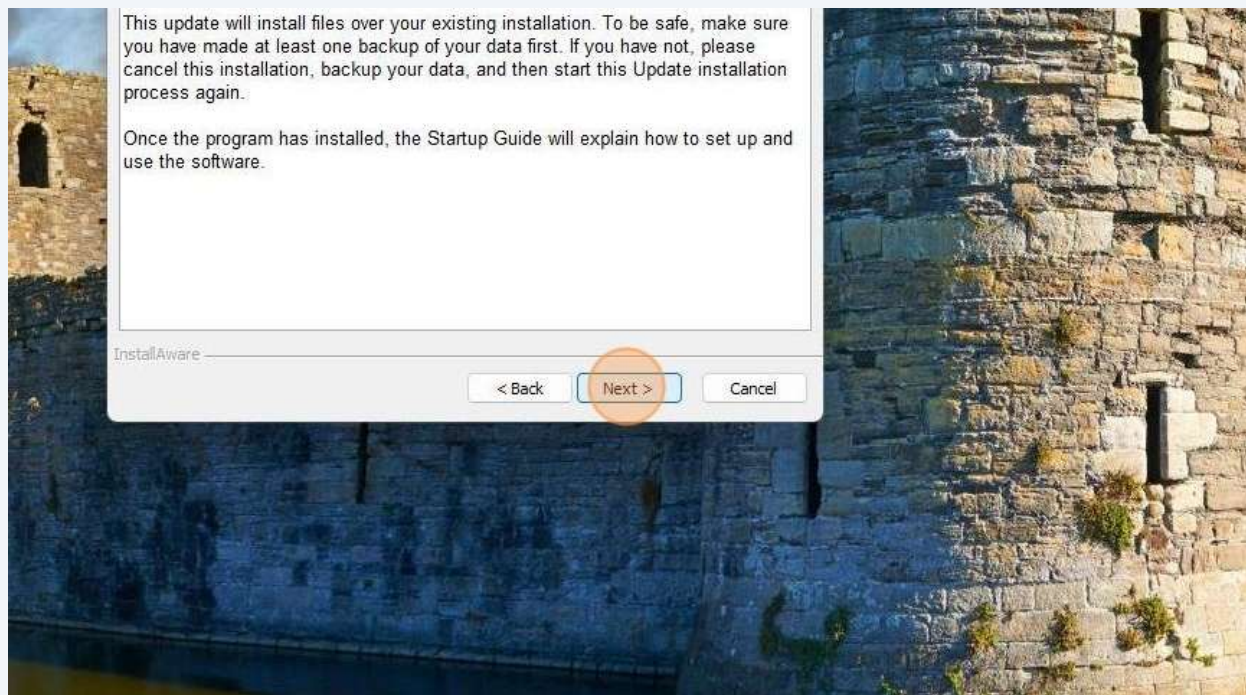 This update will install files over your existing installation. To be safe, make sure
you have made at least one backup of your data first. If you have not, please
cancel this installation, backup your data, and then start this Update installation
process again.
Once the program has installed, the Startup Guide will explain how to set up and
use the software.
InstallAware
< Back
Next >
Cancel